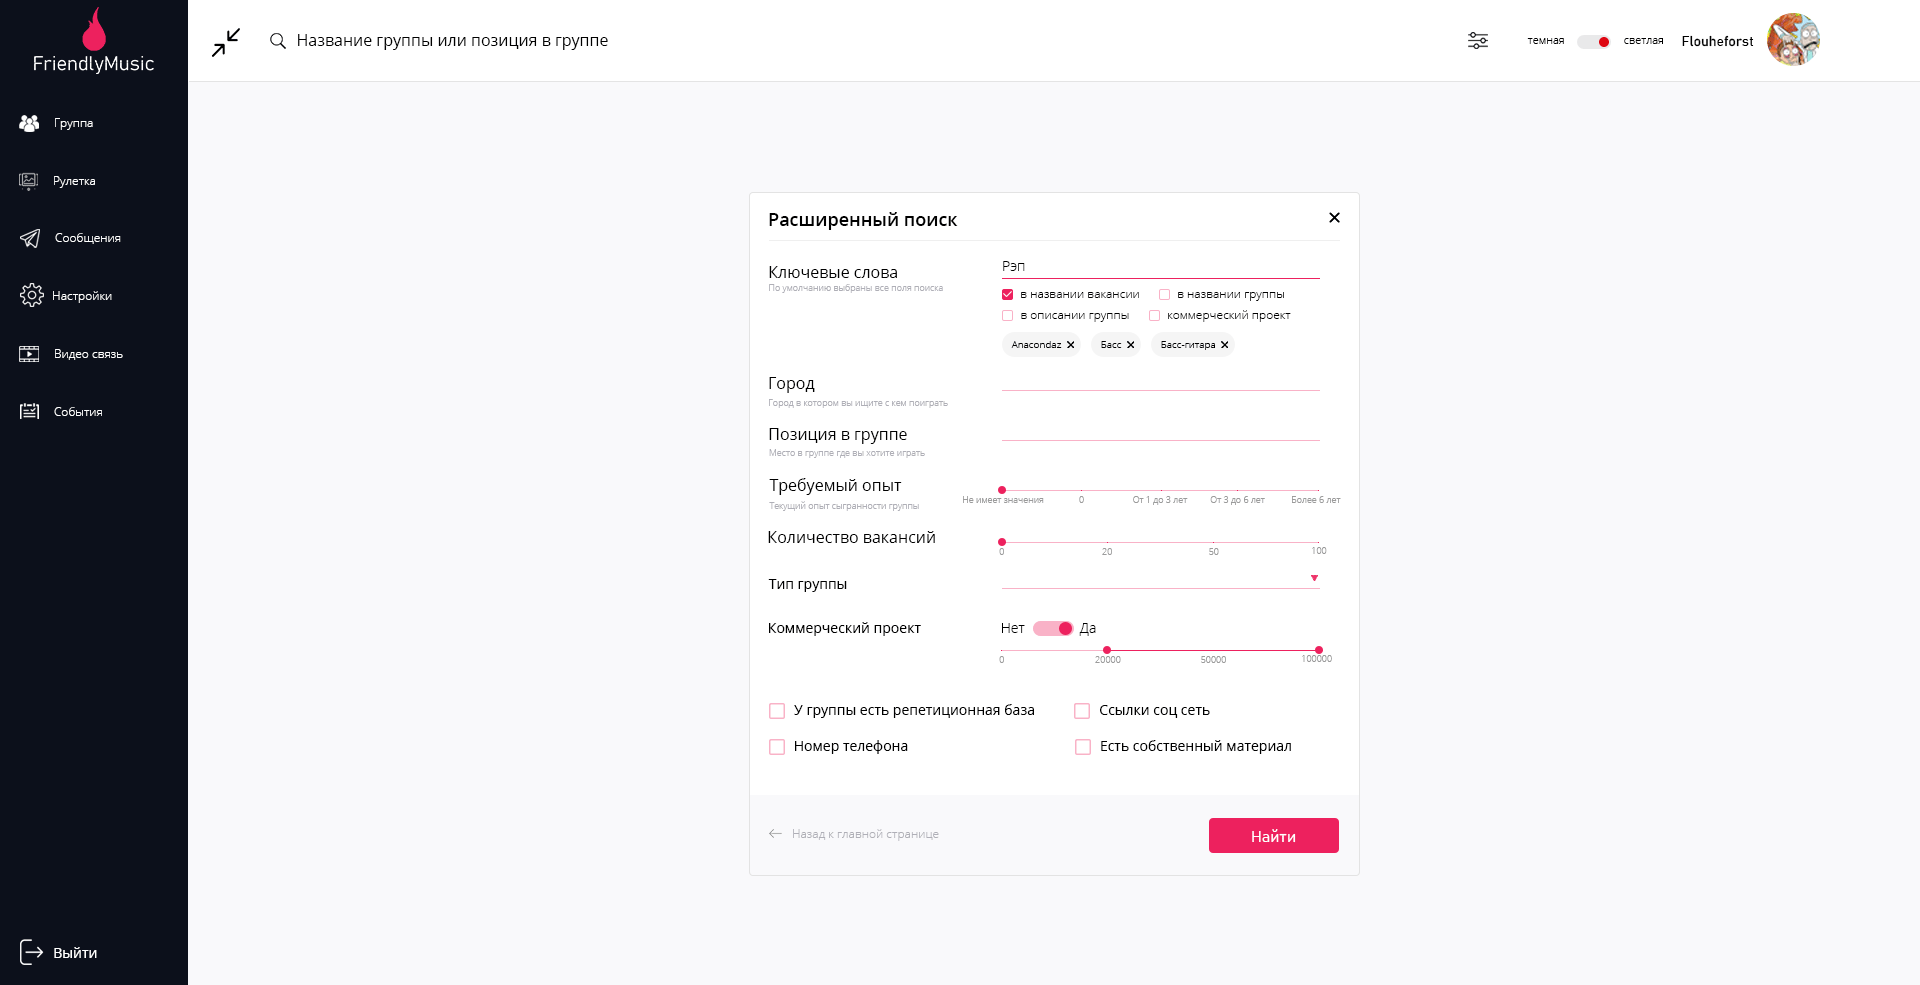 FriendlyMusic
Название группы или позиция в группе
темная
светлая
Flouheforst
Группа
Рулетка
Сообщения
Настройки
Видео связь
События
Выйти
Расширенный поиск
Ключевые слова
По умолчанию выбраны все поля поиска
Рэп
в названии вакансии
в названии группы
в описании группы
коммерческий проект
Anacondaz
Басс
Басс-гитара
Город
Город в котором вы ищите с кем поиграть
Позиция в группе
Место в группе где вы хотите играть
Требуемый опыт
Текущий опыт сыгранности группы
Не имеет значения
0
От 1 до 3 лет
От 3 до 6 лет
Более 6 лет
Количество вакансий
0
20
50
100
Тип группы
Коммерческий проект
Нет
Да
0
20000
50000
100000
У группы есть репетиционная база
Ссылки соц сеть
Номер телефона
Есть собственный материал
Назад к главной странице
Найти